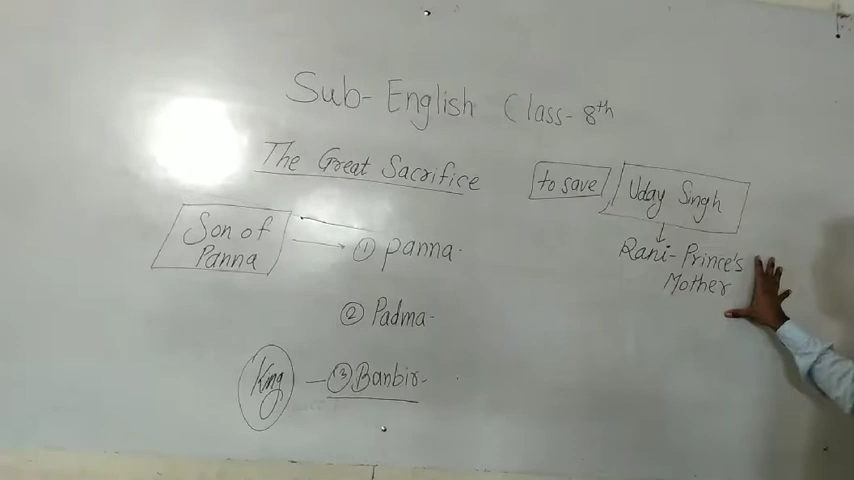 Sub- English Class- 8th
The Great Sacrifice
to save
Uday Singh
Rani- Prince's
Mother
Son of
Panna
① Panna.
② Padma.
King
③ Banbir-